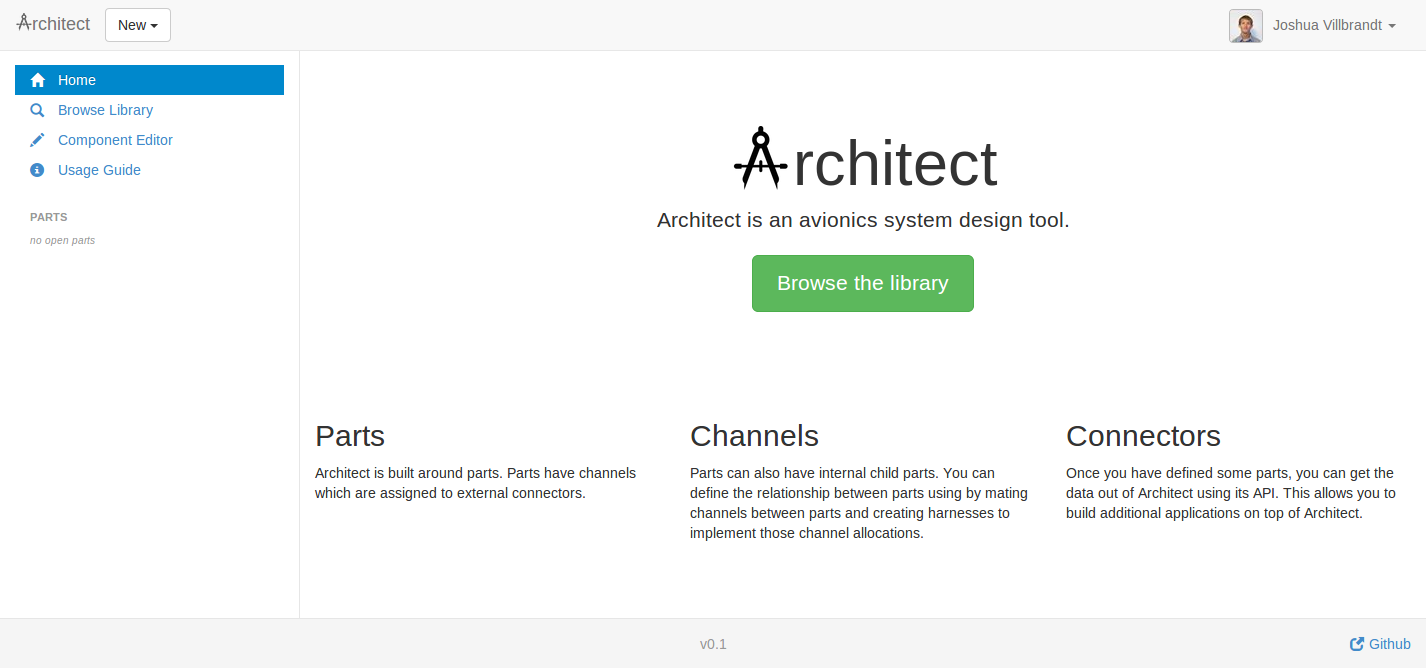 Architect New Joshua Villbrandt
Home
Browse Library
Component Editor
Usage Guide
PARTS
no open parts
Architect
Architect is an avionics system design tool.
Browse the library
Parts
Architect is built around parts. Parts have channels
which are assigned to external connectors.
Channels
Parts can also have internal child parts. You can
define the relationship between parts using by mating
channels between parts and creating harnesses to
implement those channel allocations.
Connectors
Once you have defined some parts, you can get the
data out of Architect using its API. This allows you to
build additional applications on top of Architect.
v0.1 Github